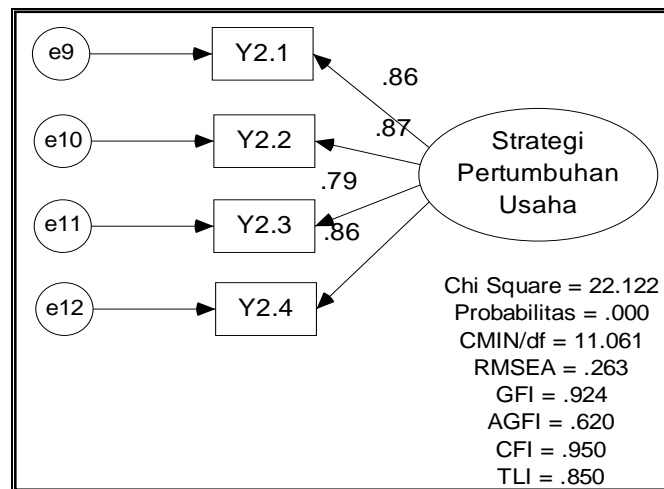 e9
Y2.1
.86
e10
Y2.2
.87
Strategi
Pertumbuhan
Usaha
e11
Y2.3
.79
.86
e12
Y2.4
Chi Square = 22.122
Probabilitas = .000
CMIN/df = 11.061
RMSEA = .263
GFI = .924
AGFI = .620
CFI = .950
TLI = .850